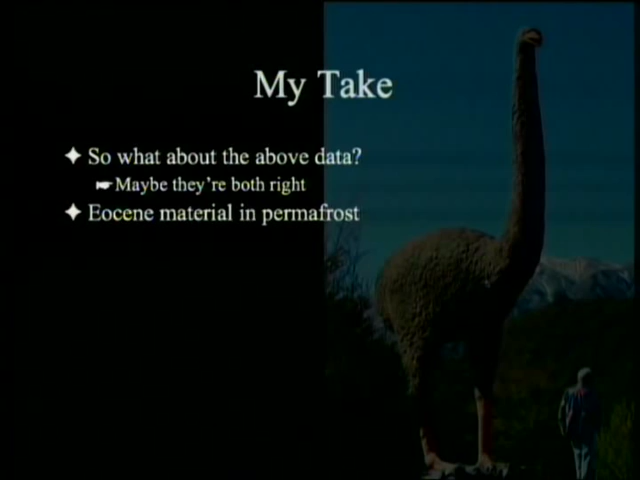 My Take
So what about the above data?
Maybe they're both right
Eocene material in permafrost